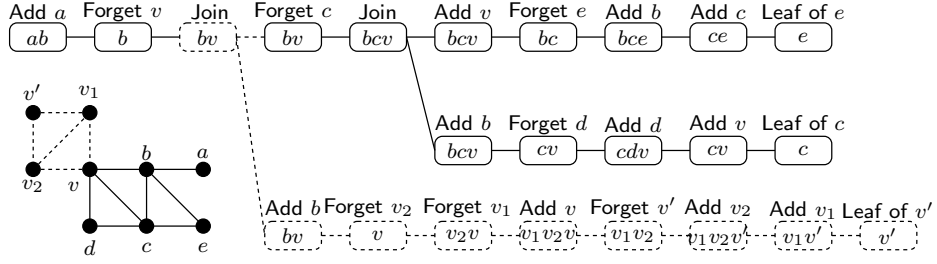 Add a Forget v Join Forget c Join Add v Forget e Add b Add c Leaf of e
ab b bv bv bcv bcv bc bce ce e
v′ v₁
Add b Forget d Add d Add v Leaf of c
bcv cv cdv cv c
v₂ v b a
Add b Forget v₂ Forget v₁ Add v Forget v′ Add v₂ Add v₁ Leaf of v′
bv v v₂v v₁v₂v v₁v₂ v₁v₂v′ v₁v′ v′
d c e